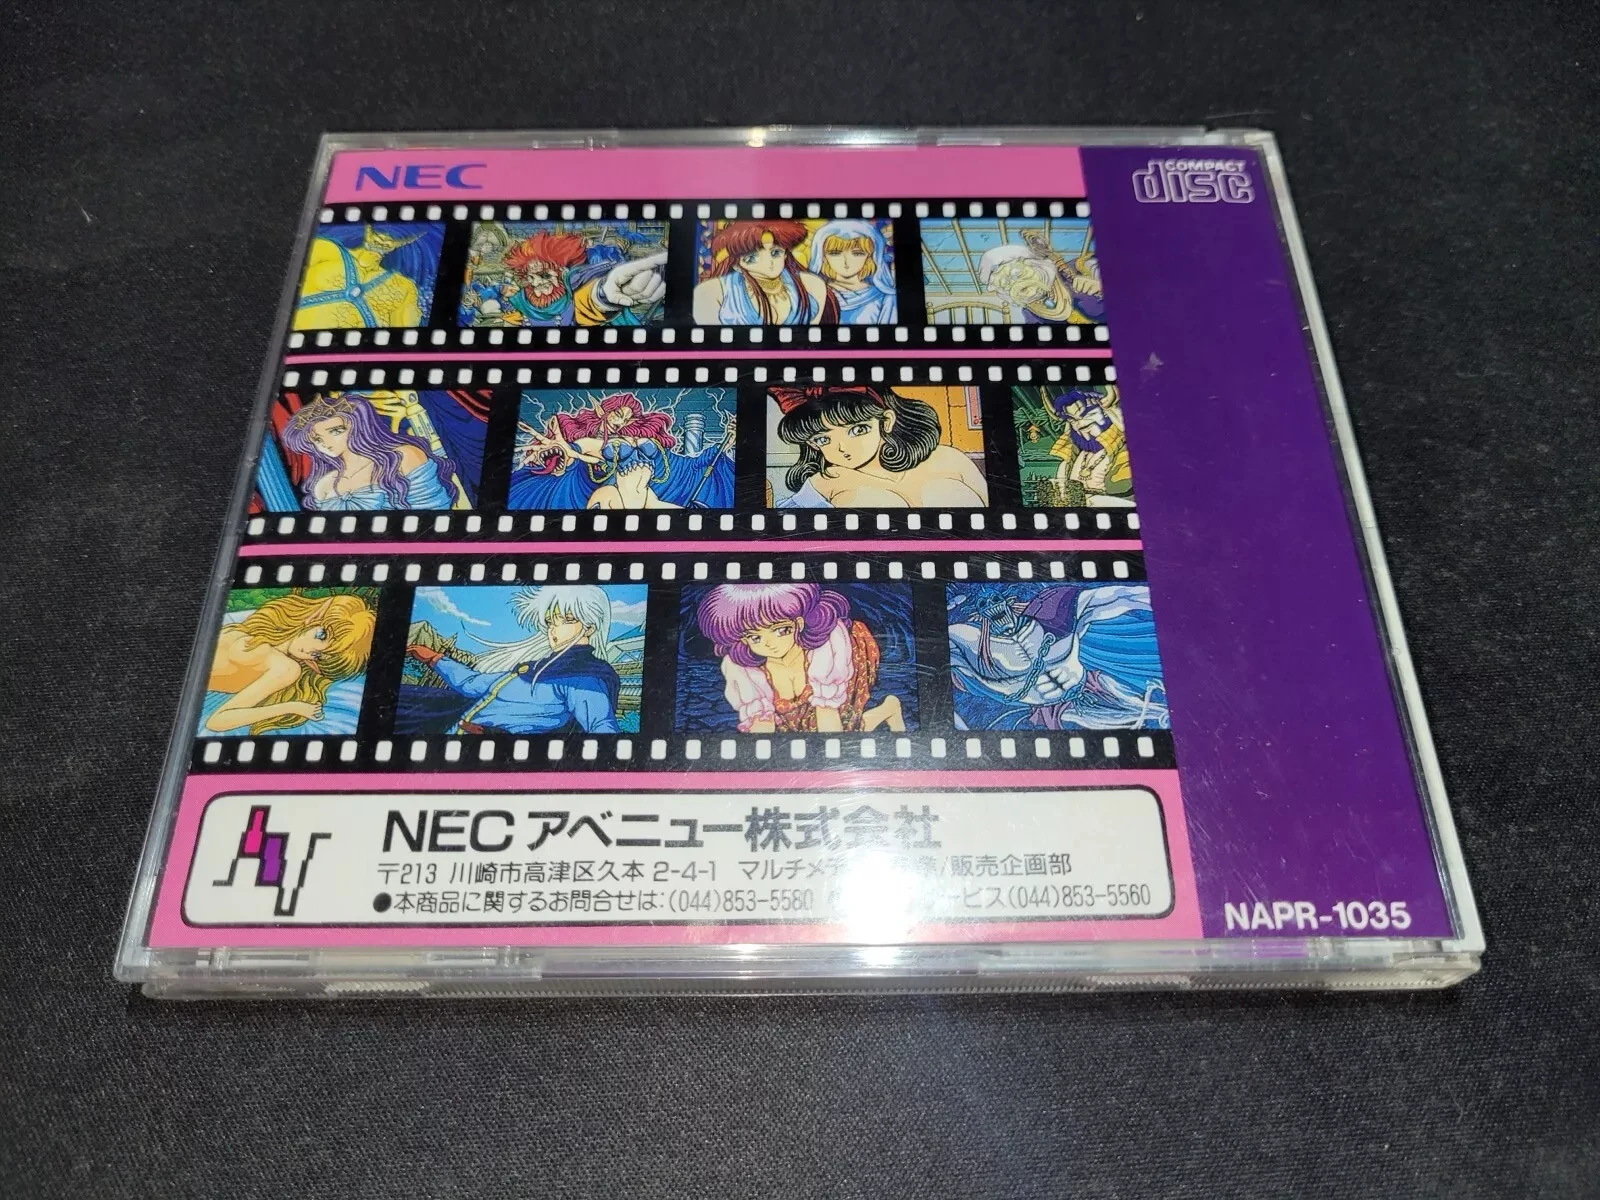 NEC
COMPACT
disc
NECアベニュー株式会社
〒213 川崎市高津区久本 2-4-1 マルチメデ /販売企画部
●本商品に関するお問合せは:(044)853-5580 ービス(044)853-5560
NAPR-1035